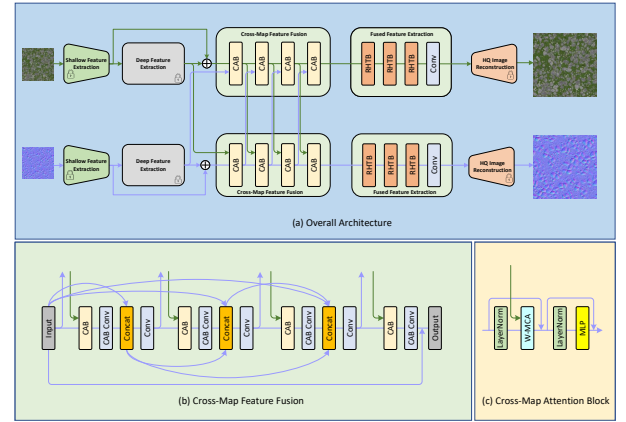 Cross-Map Feature Fusion
Fused Feature Extraction
Shallow Feature
Extraction
Deep Feature
Extraction
CAB
CAB
CAB
CAB
RHTB
RHTB
RHTB
Conv
HQ Image
Reconstruction
Shallow Feature
Extraction
Deep Feature
Extraction
CAB
CAB
CAB
CAB
RHTB
RHTB
RHTB
Conv
HQ Image
Reconstruction
Cross-Map Feature Fusion
Fused Feature Extraction
(a) Overall Architecture
Input
CAB
CAB Conv
Concat
Conv
CAB
CAB Conv
Concat
Conv
CAB
CAB Conv
Concat
Conv
CAB
CAB Conv
Output
(b) Cross-Map Feature Fusion
LayerNorm
W-MCA
LayerNorm
MLP
(c) Cross-Map Attention Block